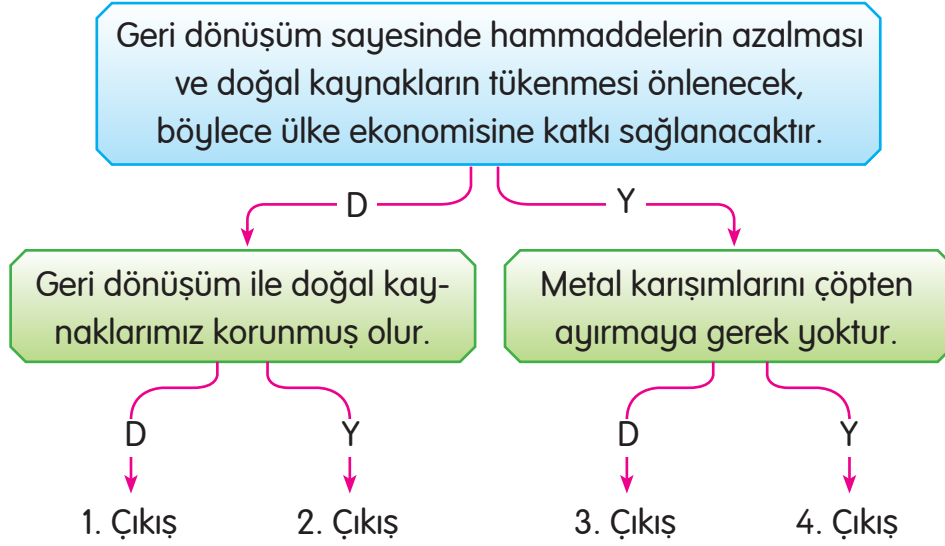 Geri dönüşüm sayesinde hammaddelerin azalması
ve doğal kaynakların tükenmesi önlenecek,
böylece ülke ekonomisine katkı sağlanacaktır.
D
Y
Geri dönüşüm ile doğal kay-
naklarımız korunmuş olur.
Metal karışımlarını çöpten
ayırmaya gerek yoktur.
D
Y
D
Y
1. Çıkış
2. Çıkış
3. Çıkış
4. Çıkış